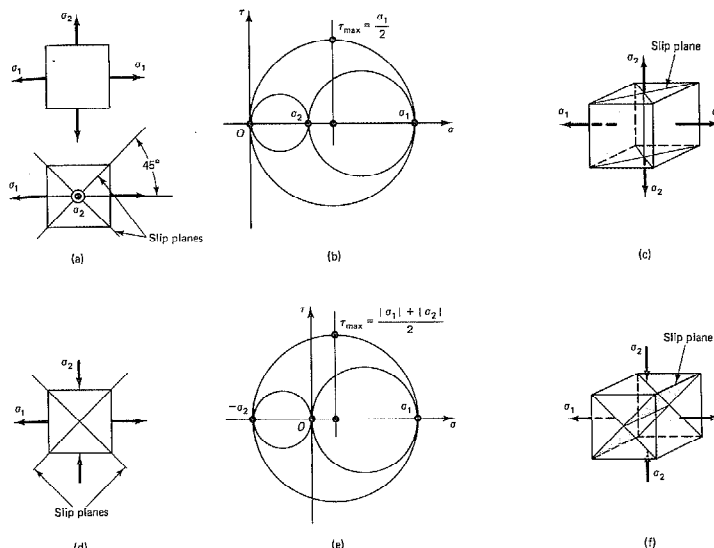 σ₂
σ₁
σ₁
45°
σ₁
σ₂
Slip planes
(a)
τ
τmax = σ₁/2
O
σ₂
σ₁
σ
(b)
Slip plane
σ₂
σ₁
σ₂
(c)
σ₂
σ₁
Slip planes
(d)
τ
τmax = |σ₁| + |σ₂|/2
−σ₂
O
σ₁
σ
(e)
Slip plane
σ₂
σ₁
σ₂
(f)